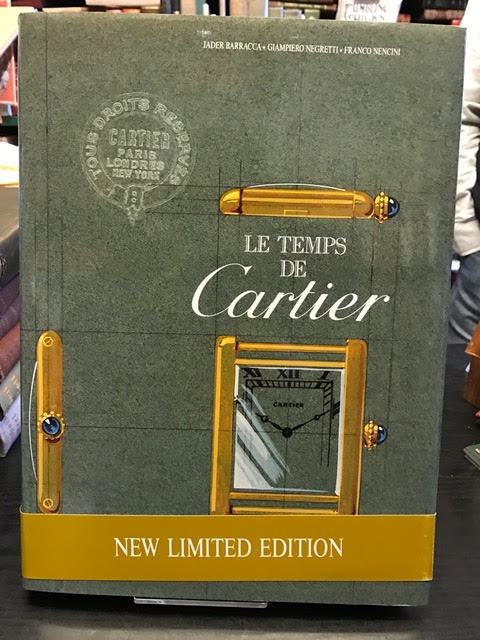 JADER BARRACCA • GIAMPIERO NEGRETTI • FRANCO NENCINI
TOUS DROITS RESERVES
CARTIER
PARIS
LONDRES
NEW YORK
LE TEMPS
DE
Cartier
XII
CARTIER
NEW LIMITED EDITION